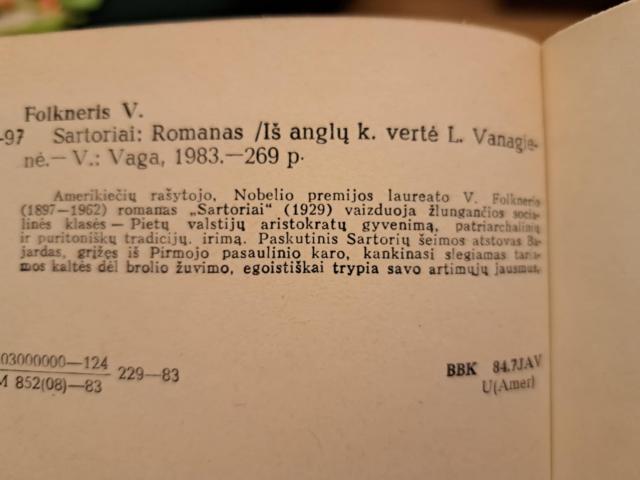 Folkneris V.
-97 Sartoriai: Romanas /Iš anglų k. vertė L. Vanagie-
nė.— V.: Vaga, 1983.—269 p.
Amerikiečių rašytojo, Nobelio premijos laureato V. Folknerio
(1897—1962) romanas „Sartoriai" (1929) vaizduoja žlungančios socia-
linės klasės — Pietų valstijų aristokratų gyvenimą, patriarchalinių
ir puritoniškų tradicijų. irimą. Paskutinis Sartorių šeimos atstovas Ba-
jardas, grįžęs iš Pirmojo pasaulinio karo, kankinasi slegiamas taria-
mos kaltės dėl brolio žuvimo, egoistiškai trypia savo artimųjų jausmus.
03000000—124
M 852(08)—83
229—83
BBK 84.7JAV
U(Amer)